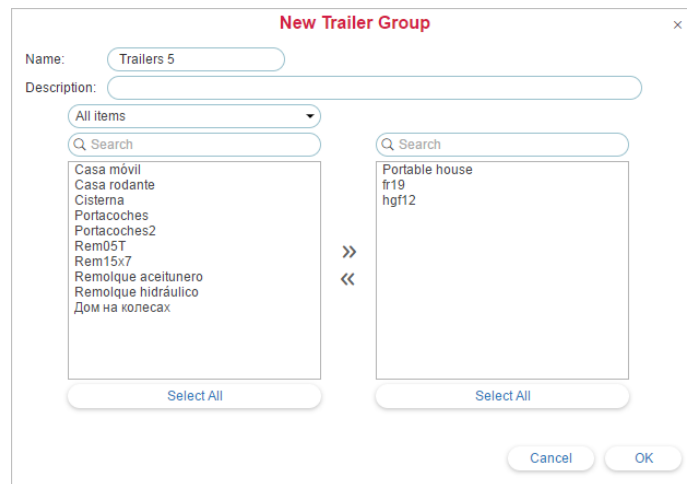 New Trailer Group
×
Name: Trailers 5
Description:
All items
Search
Casa móvil
Casa rodante
Cisterna
Portacoches
Portacoches2
Rem05T
Rem15x7
Remolque aceitunero
Remolque hidráulico
Дом на колесах
Select All
»
«
Search
Portable house
fr19
hgf12
Select All
Cancel OK